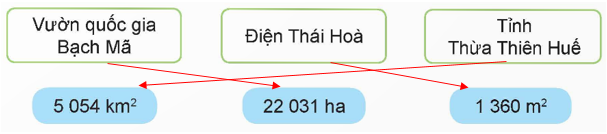 Vườn quốc gia
Bạch Mã
Điện Thái Hoà
Tỉnh
Thừa Thiên Huế
5 054 km²
22 031 ha
1 360 m²